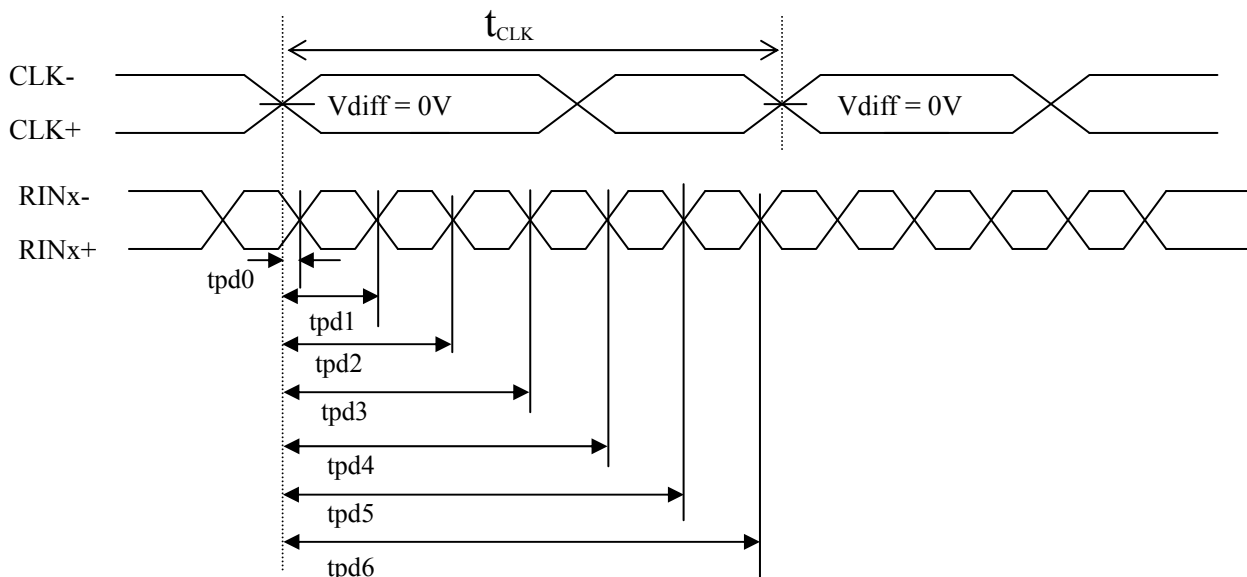 tCLK
CLK-
Vdiff = 0V Vdiff = 0V
CLK+
RINx-
RINx+
tpd0
tpd1
tpd2
tpd3
tpd4
tpd5
tpd6